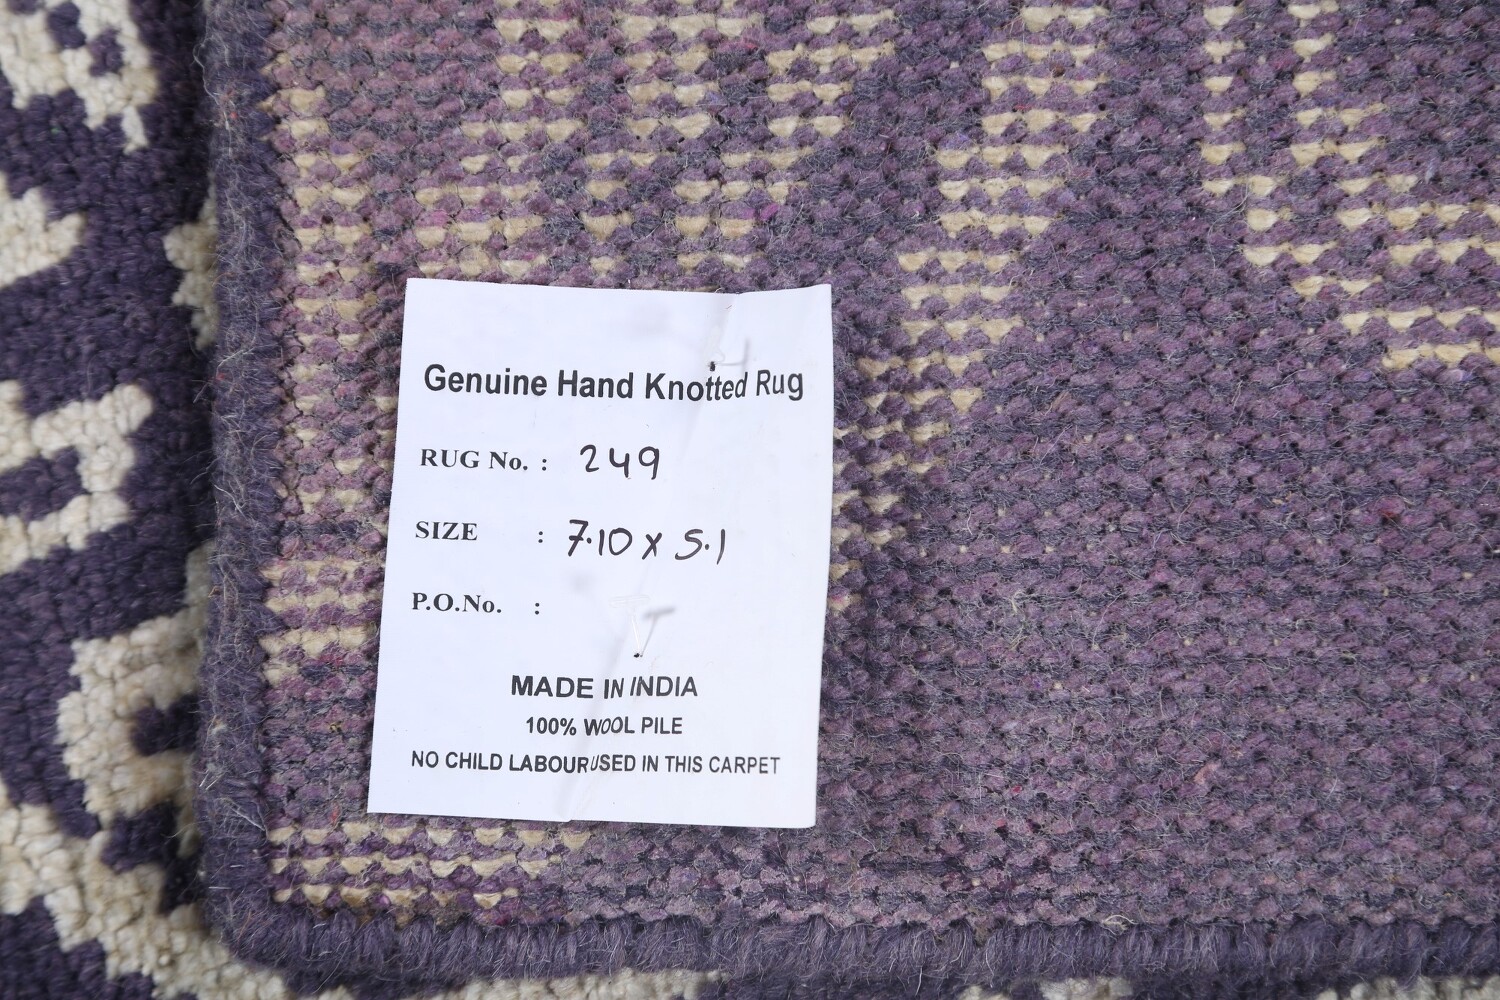 Genuine Hand Knotted Rug
RUG No. : 249
SIZE : 7.10 x 5.1
P.O.No. :
MADE IN INDIA
100% WOOL PILE
NO CHILD LABOUR USED IN THIS CARPET